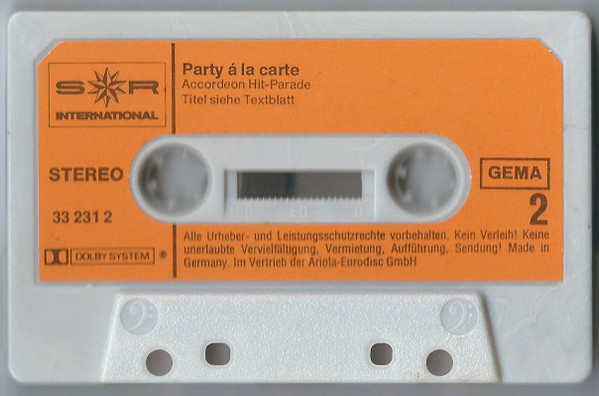 S R
INTERNATIONAL
Party á la carte
Accordeon Hit-Parade
Titel siehe Textblatt
STEREO
GEMA
33 231 2
2
DOLBY SYSTEM ®
Alle Urheber- und Leistungsschutzrechte vorbehalten. Kein Verleih! Keine
unerlaubte Vervielfältigung, Vermietung, Aufführung, Sendung! Made in
Germany. Im Vertrieb der Ariola-Eurodisc GmbH